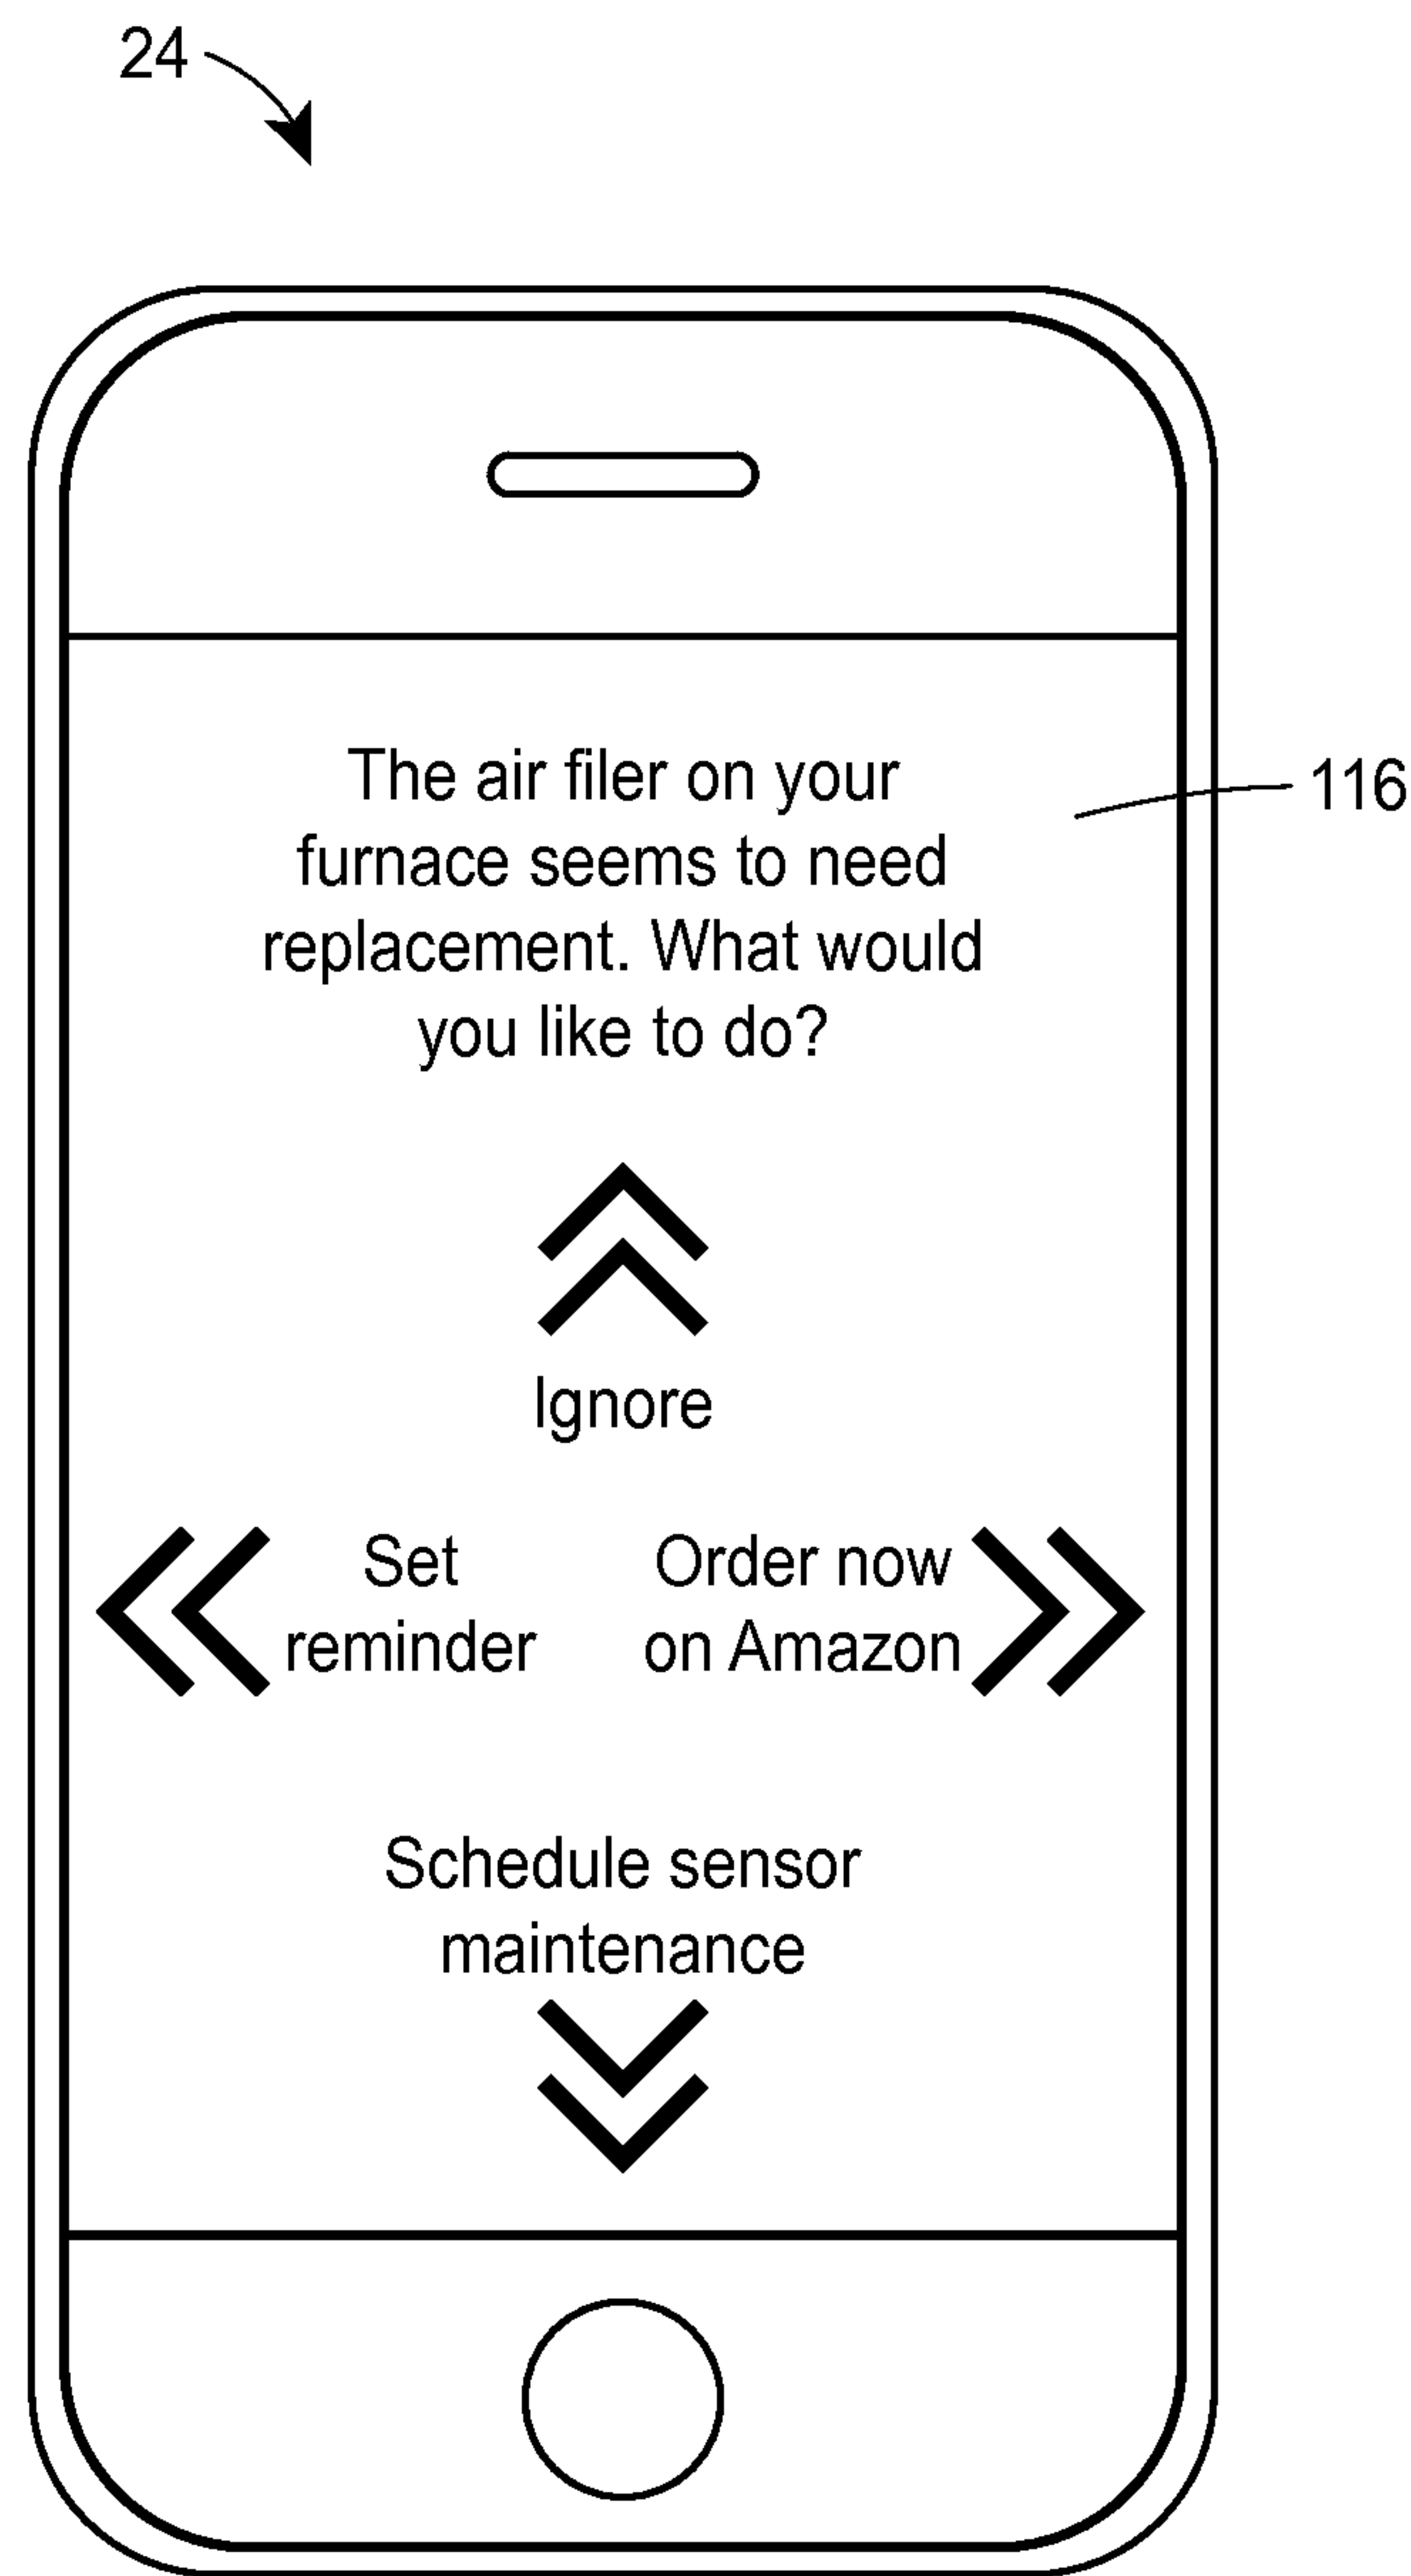 24
The air filer on your
116
furnace seems to need
replacement. What would
you like to do?
Ignore
Set
reminder
Order now
on Amazon
Schedule sensor
maintenance